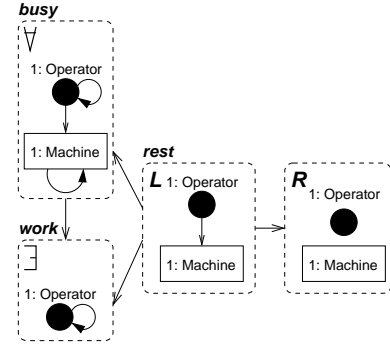 busy
∀
1: Operator
1: Machine
work
∃
1: Operator
rest
L
1: Operator
1: Machine
R
1: Operator
1: Machine